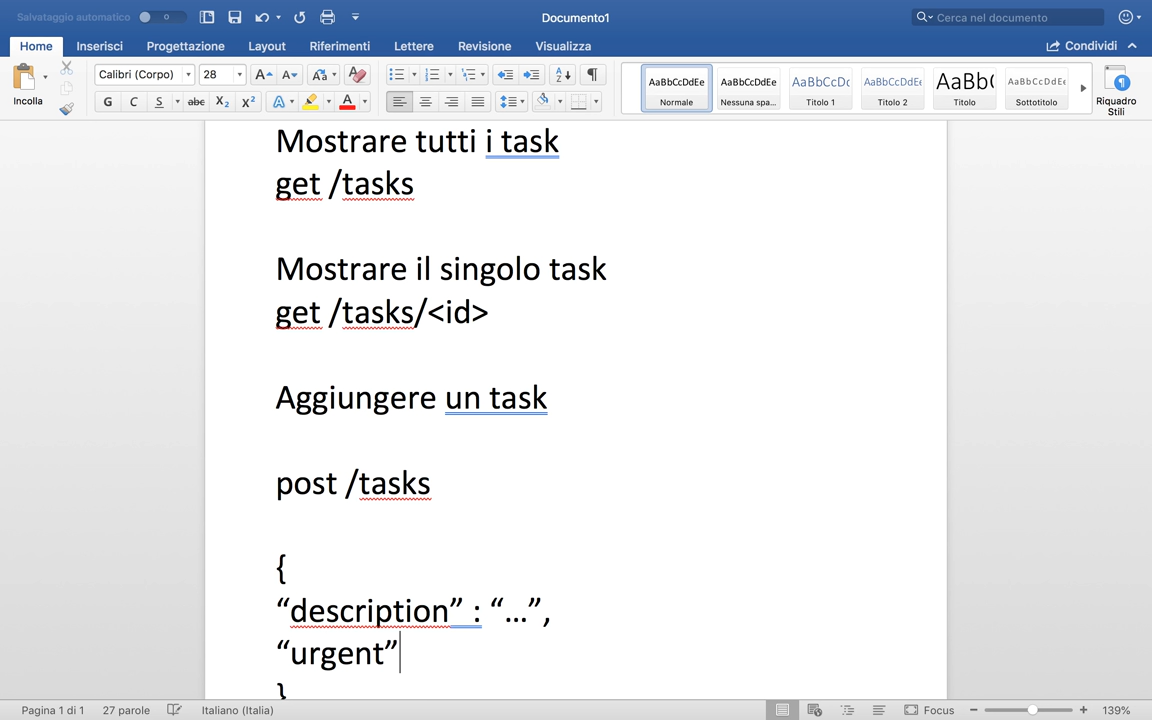 Salvataggio automatico
Documento1
Cerca nel documento
Home Inserisci Progettazione Layout Riferimenti Lettere Revisione Visualizza Condividi
Incolla
Calibri (Corpo) 28
G C S abc X₂ X²
AaBbCcDdEe AaBbCcDdEe AaBbCcDc AaBbCcDdEe AaBb( AaBbCcDdEe
Normale Nessuna spa... Titolo 1 Titolo 2 Titolo Sottotitolo
Riquadro Stili
Mostrare tutti i task
get /tasks
Mostrare il singolo task
get /tasks/<id>
Aggiungere un task
post /tasks
{
“description” : “...”,
“urgent”
}
Pagina 1 di 1 27 parole Italiano (Italia) Focus 139%